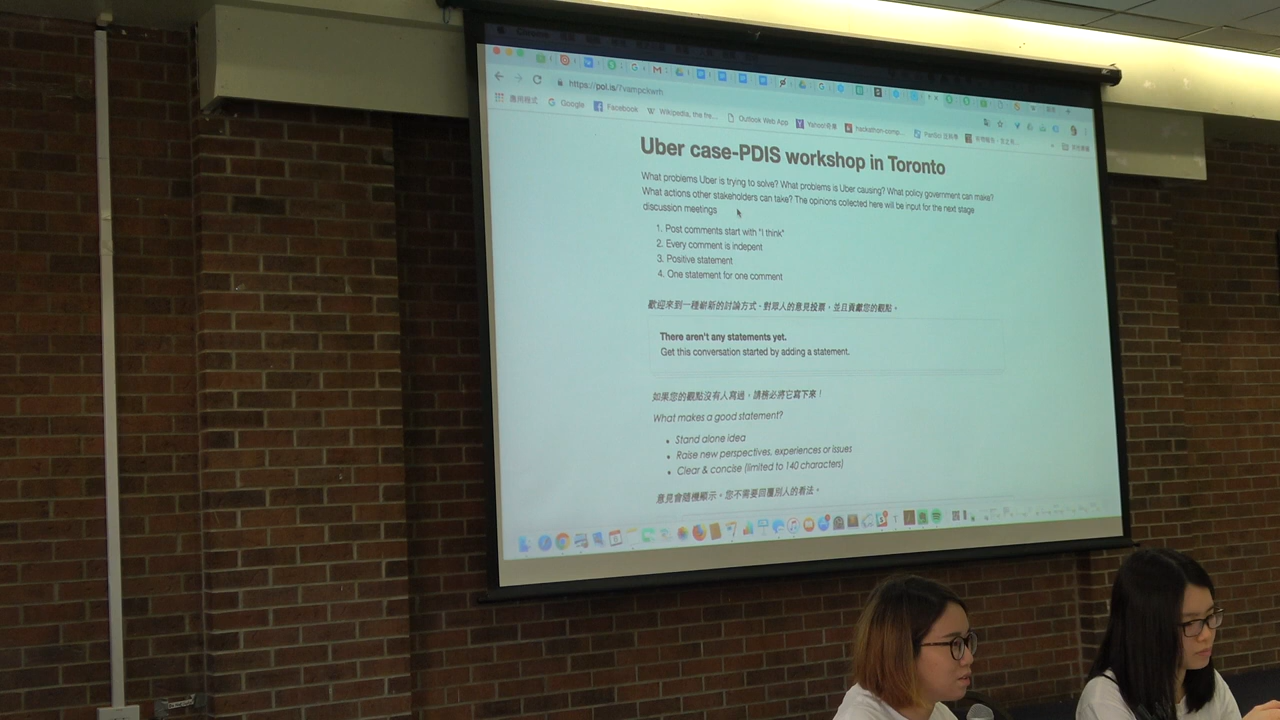 https://pol.is/7vampckwrh
應用程式 Google Facebook Wikipedia, the fre... Outlook Web App Yahoo!奇摩 hackathon-comp...
Uber case-PDIS workshop in Toronto
What problems Uber is trying to solve? What problems is Uber causing? What policy government can make?
What actions other stakeholders can take? The opinions collected here will be input for the next stage
discussion meetings
1. Post comments start with "I think"
2. Every comment is indepent
3. Positive statement
4. One statement for one comment
歡迎來到一種嶄新的討論方式、對眾人的意見投票，並且貢獻您的觀點。
There aren't any statements yet.
Get this conversation started by adding a statement.
如果您的觀點沒有人寫過，請務必將它寫下來！
What makes a good statement?
• Stand alone idea
• Raise new perspectives, experiences or issues
• Clear & concise (limited to 140 characters)
意見會隨機顯示。您不需要回覆別人的看法。